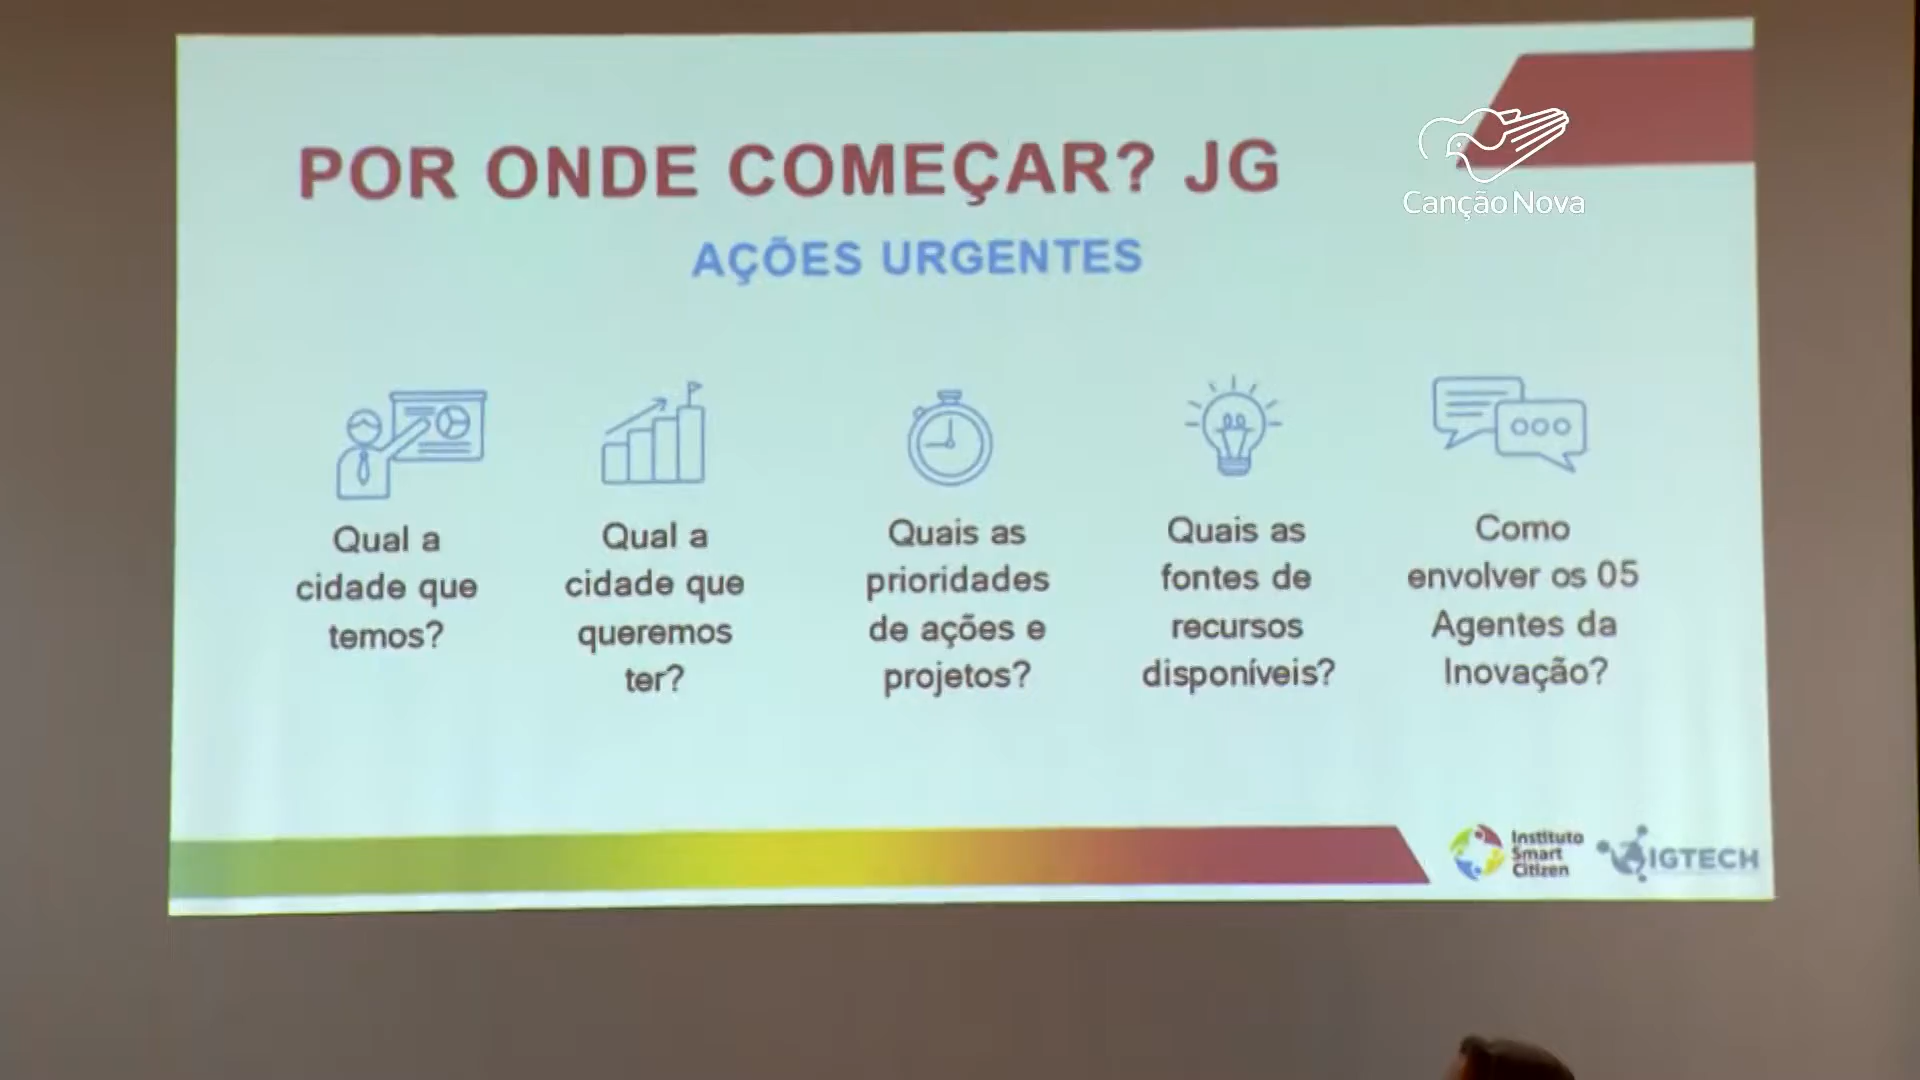 POR ONDE COMEÇAR? JG
Canção Nova
AÇÕES URGENTES
Qual a
cidade que
temos?
Qual a
cidade que
queremos
ter?
Quais as
prioridades
de ações e
projetos?
Quais as
fontes de
recursos
disponíveis?
Como
envolver os 05
Agentes da
Inovação?
Instituto
Smart
Citizen
IGTECH